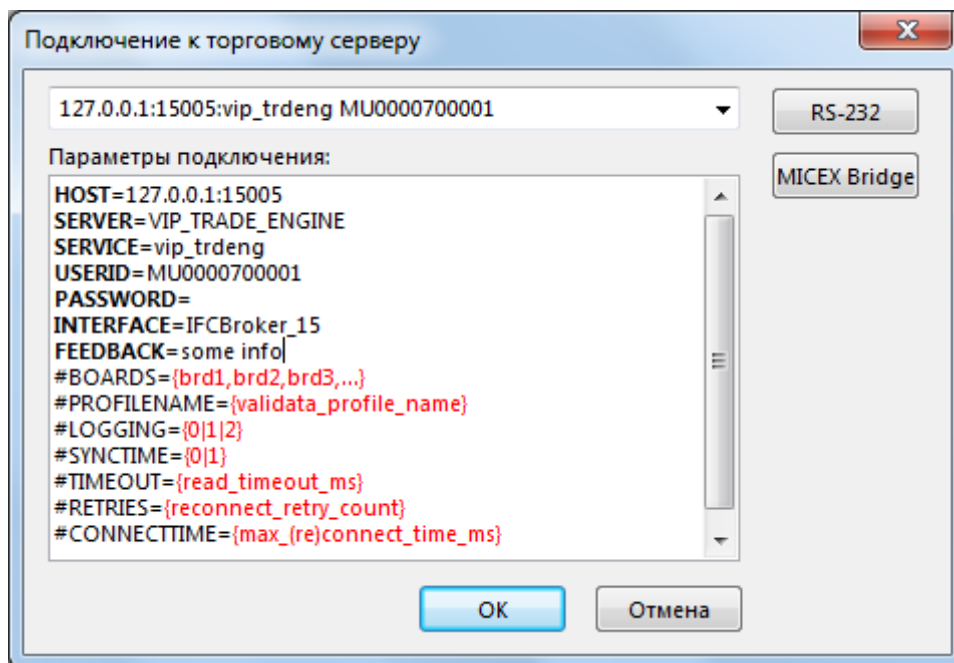 Подключение к торговому серверу
127.0.0.1:15005:vip_trdeng MU0000700001
RS-232
Параметры подключения:
MICEX Bridge
HOST=127.0.0.1:15005
SERVER=VIP_TRADE_ENGINE
SERVICE=vip_trdeng
USERID=MU0000700001
PASSWORD=
INTERFACE=IFCBroker_15
FEEDBACK=some info
#BOARDS={brd1,brd2,brd3,...}
#PROFILENAME={validata_profile_name}
#LOGGING={0|1|2}
#SYNCTIME={0|1}
#TIMEOUT={read_timeout_ms}
#RETRIES={reconnect_retry_count}
#CONNECTTIME={max_(re)connect_time_ms}
ОК
Отмена